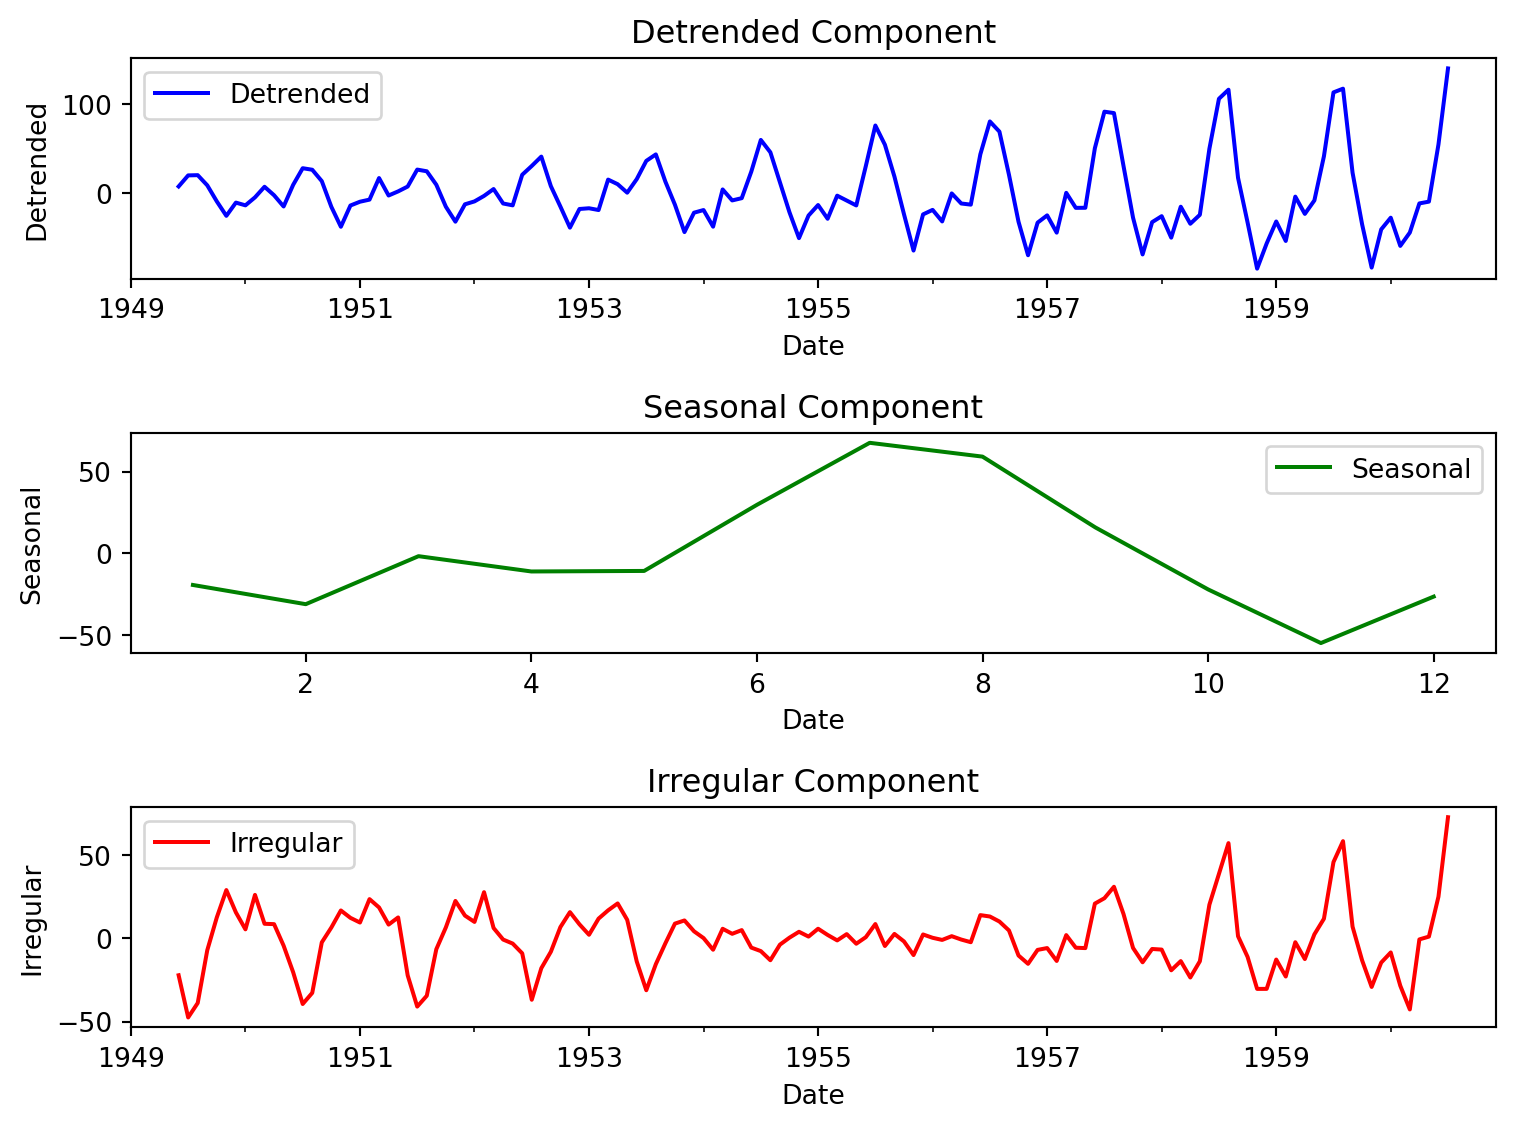 Detrended Component
Detrended
100
0
Detrended
1949 1951 1953 1955 1957 1959
Date
Seasonal Component
Seasonal
50
0
−50
Seasonal
2 4 6 8 10 12
Date
Irregular Component
Irregular
50
0
−50
Irregular
1949 1951 1953 1955 1957 1959
Date